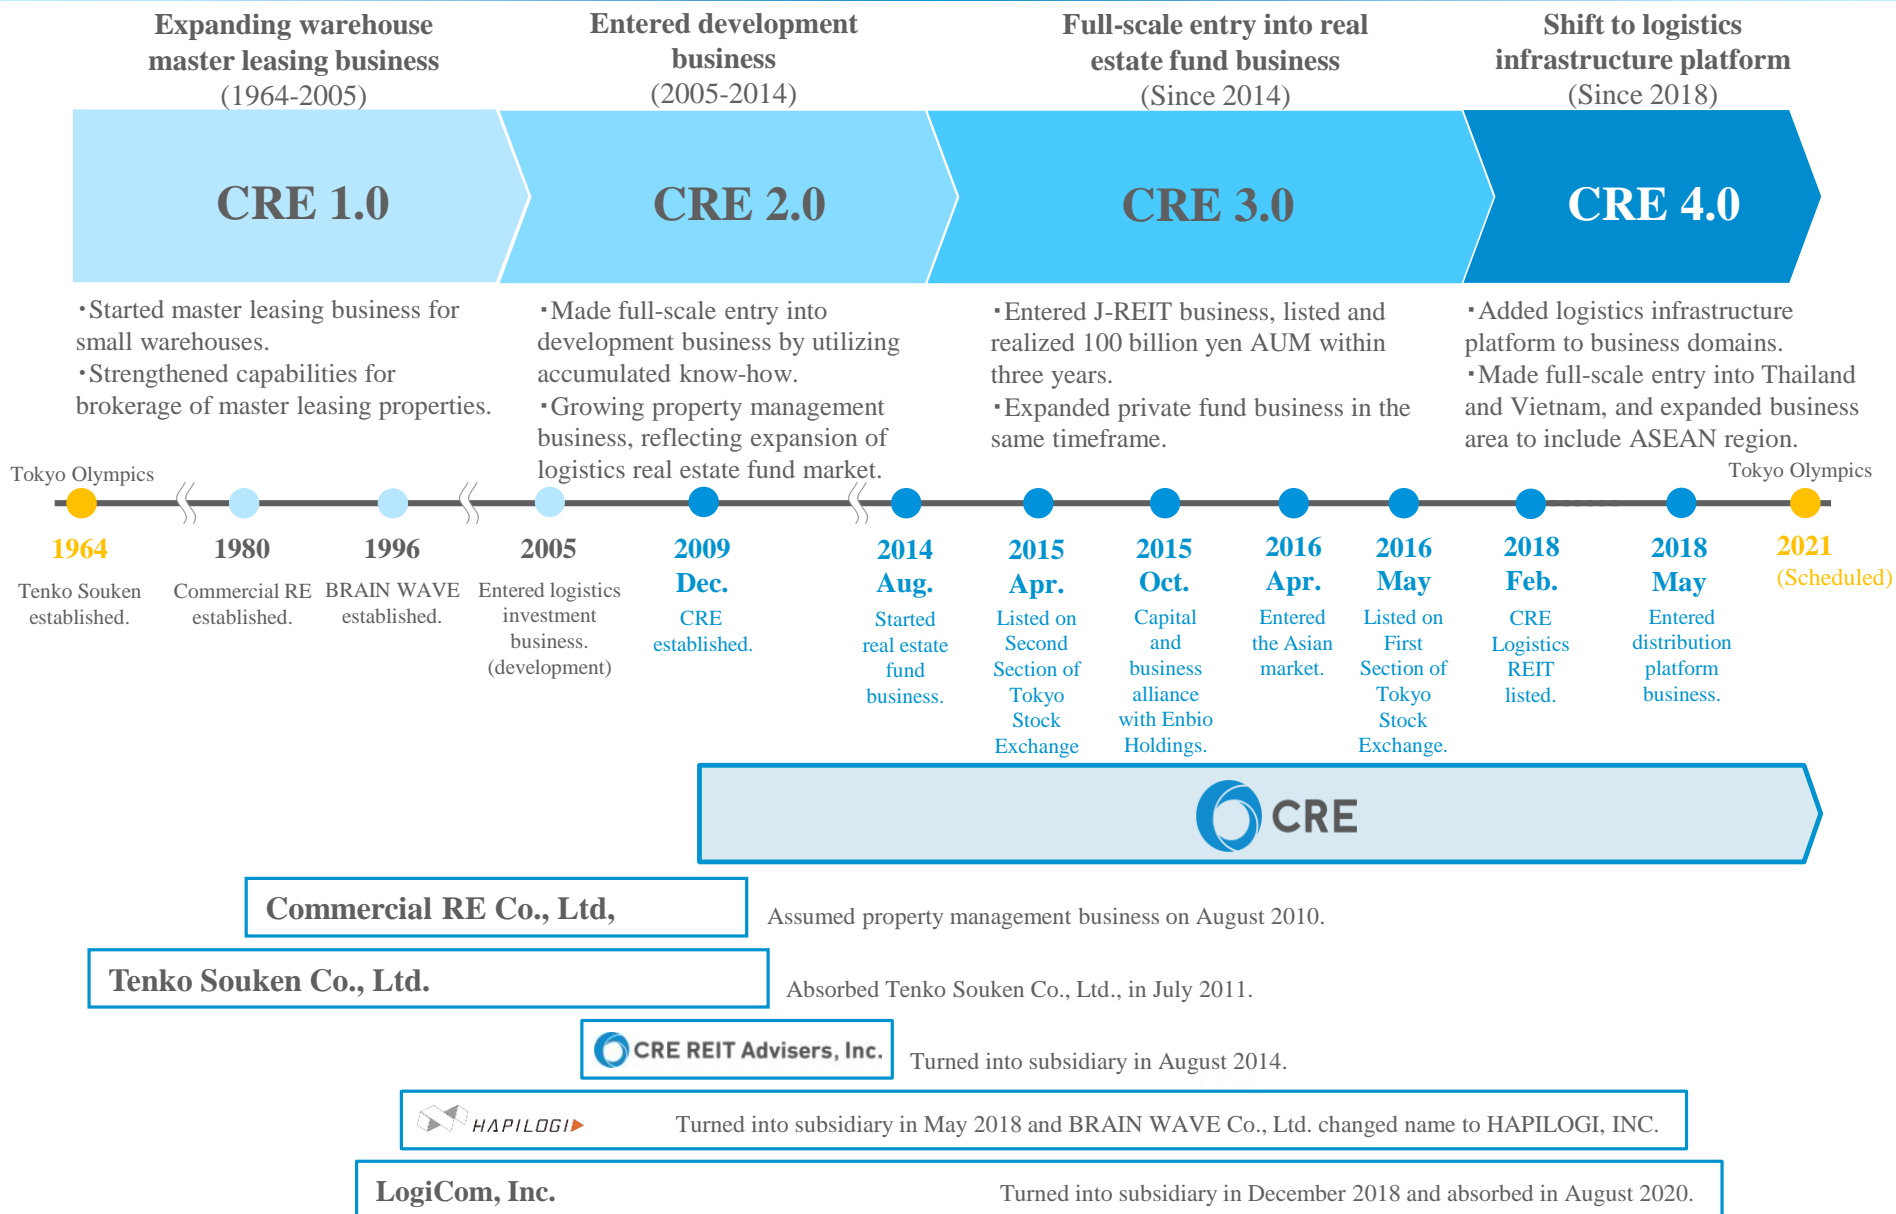 Expanding warehouse
master leasing business
(1964-2005)
Entered development
business
(2005-2014)
Full-scale entry into real
estate fund business
(Since 2014)
Shift to logistics
infrastructure platform
(Since 2018)
CRE 1.0
CRE 2.0
CRE 3.0
CRE 4.0
・Started master leasing business for
small warehouses.
・Strengthened capabilities for
brokerage of master leasing properties.
・Made full-scale entry into
development business by utilizing
accumulated know-how.
・Growing property management
business, reflecting expansion of
logistics real estate fund market.
・Entered J-REIT business, listed and
realized 100 billion yen AUM within
three years.
・Expanded private fund business in the
same timeframe.
・Added logistics infrastructure
platform to business domains.
・Made full-scale entry into Thailand
and Vietnam, and expanded business
area to include ASEAN region.
Tokyo Olympics
Tokyo Olympics
1964
Tenko Souken
established.
1980
Commercial RE
established.
1996
BRAIN WAVE
established.
2005
Entered logistics
investment
business.
(development)
2009
Dec.
CRE
established.
2014
Aug.
Started
real estate
fund
business.
2015
Apr.
Listed on
Second
Section of
Tokyo
Stock
Exchange
2015
Oct.
Capital
and
business
alliance
with Enbio
Holdings.
2016
Apr.
Entered
the Asian
market.
2016
May
Listed on
First
Section of
Tokyo
Stock
Exchange.
2018
Feb.
CRE
Logistics
REIT
listed.
2018
May
Entered
distribution
platform
business.
2021
(Scheduled)
CRE
Commercial RE Co., Ltd,
Assumed property management business on August 2010.
Tenko Souken Co., Ltd.
Absorbed Tenko Souken Co., Ltd., in July 2011.
CRE REIT Advisers, Inc.
Turned into subsidiary in August 2014.
HAPILOGI
Turned into subsidiary in May 2018 and BRAIN WAVE Co., Ltd. changed name to HAPILOGI, INC.
LogiCom, Inc.
Turned into subsidiary in December 2018 and absorbed in August 2020.